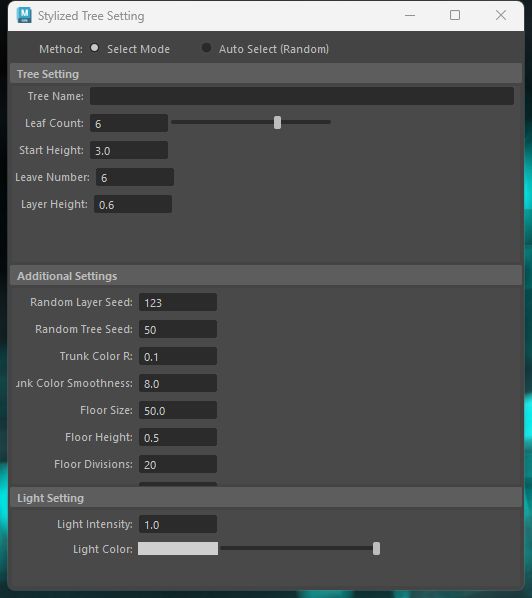 Stylized Tree Setting
Method: Select Mode Auto Select (Random)
Tree Setting
Tree Name:
Leaf Count: 6
Start Height: 3.0
Leave Number: 6
Layer Height: 0.6
Additional Settings
Random Layer Seed: 123
Random Tree Seed: 50
Trunk Color R: 0.1
unk Color Smoothness: 8.0
Floor Size: 50.0
Floor Height: 0.5
Floor Divisions: 20
Light Setting
Light Intensity: 1.0
Light Color: